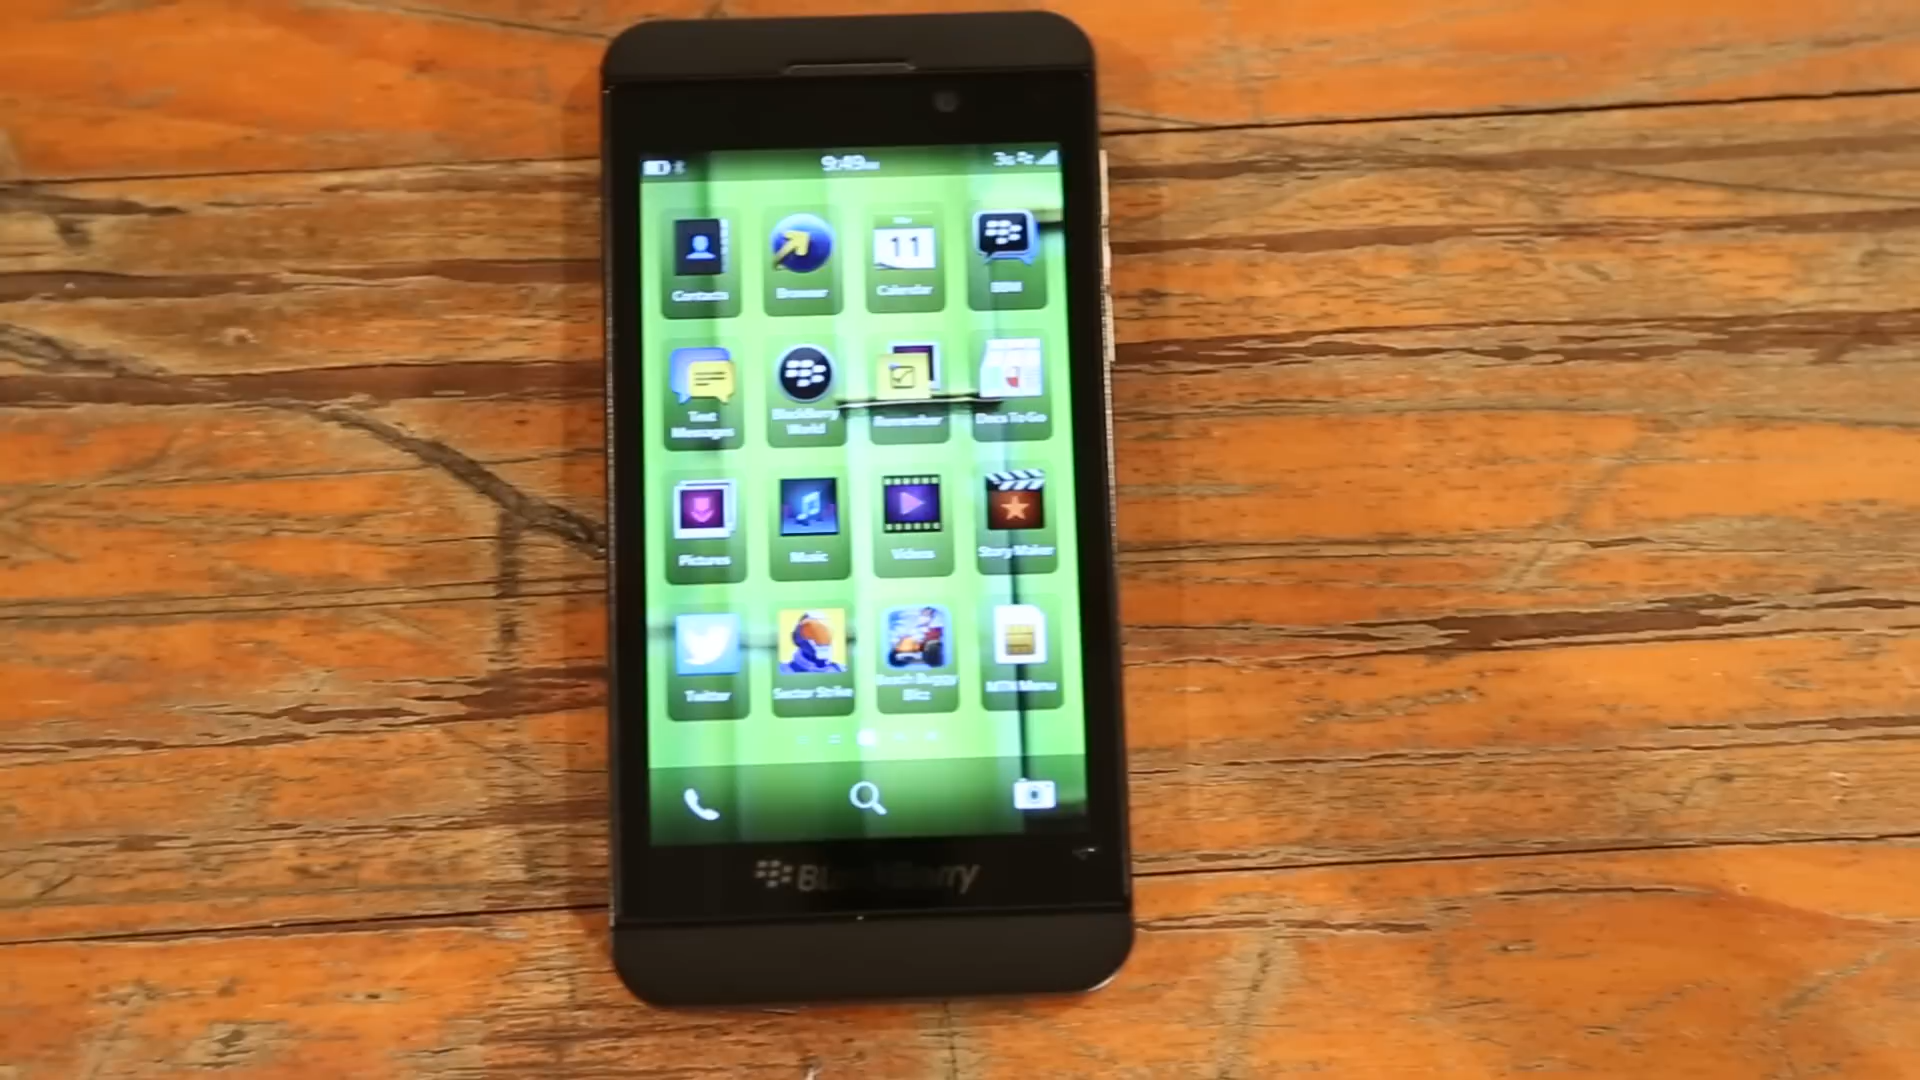 9:49
3G
11
Contacts
Browser
Calendar
BBM
Text
Messages
BlackBerry
World
Remember
Docs To Go
Pictures
Music
Videos
Story Maker
Twitter
Sector Strike
Beach Buggy
Blitz
MTN Menu
BlackBerry